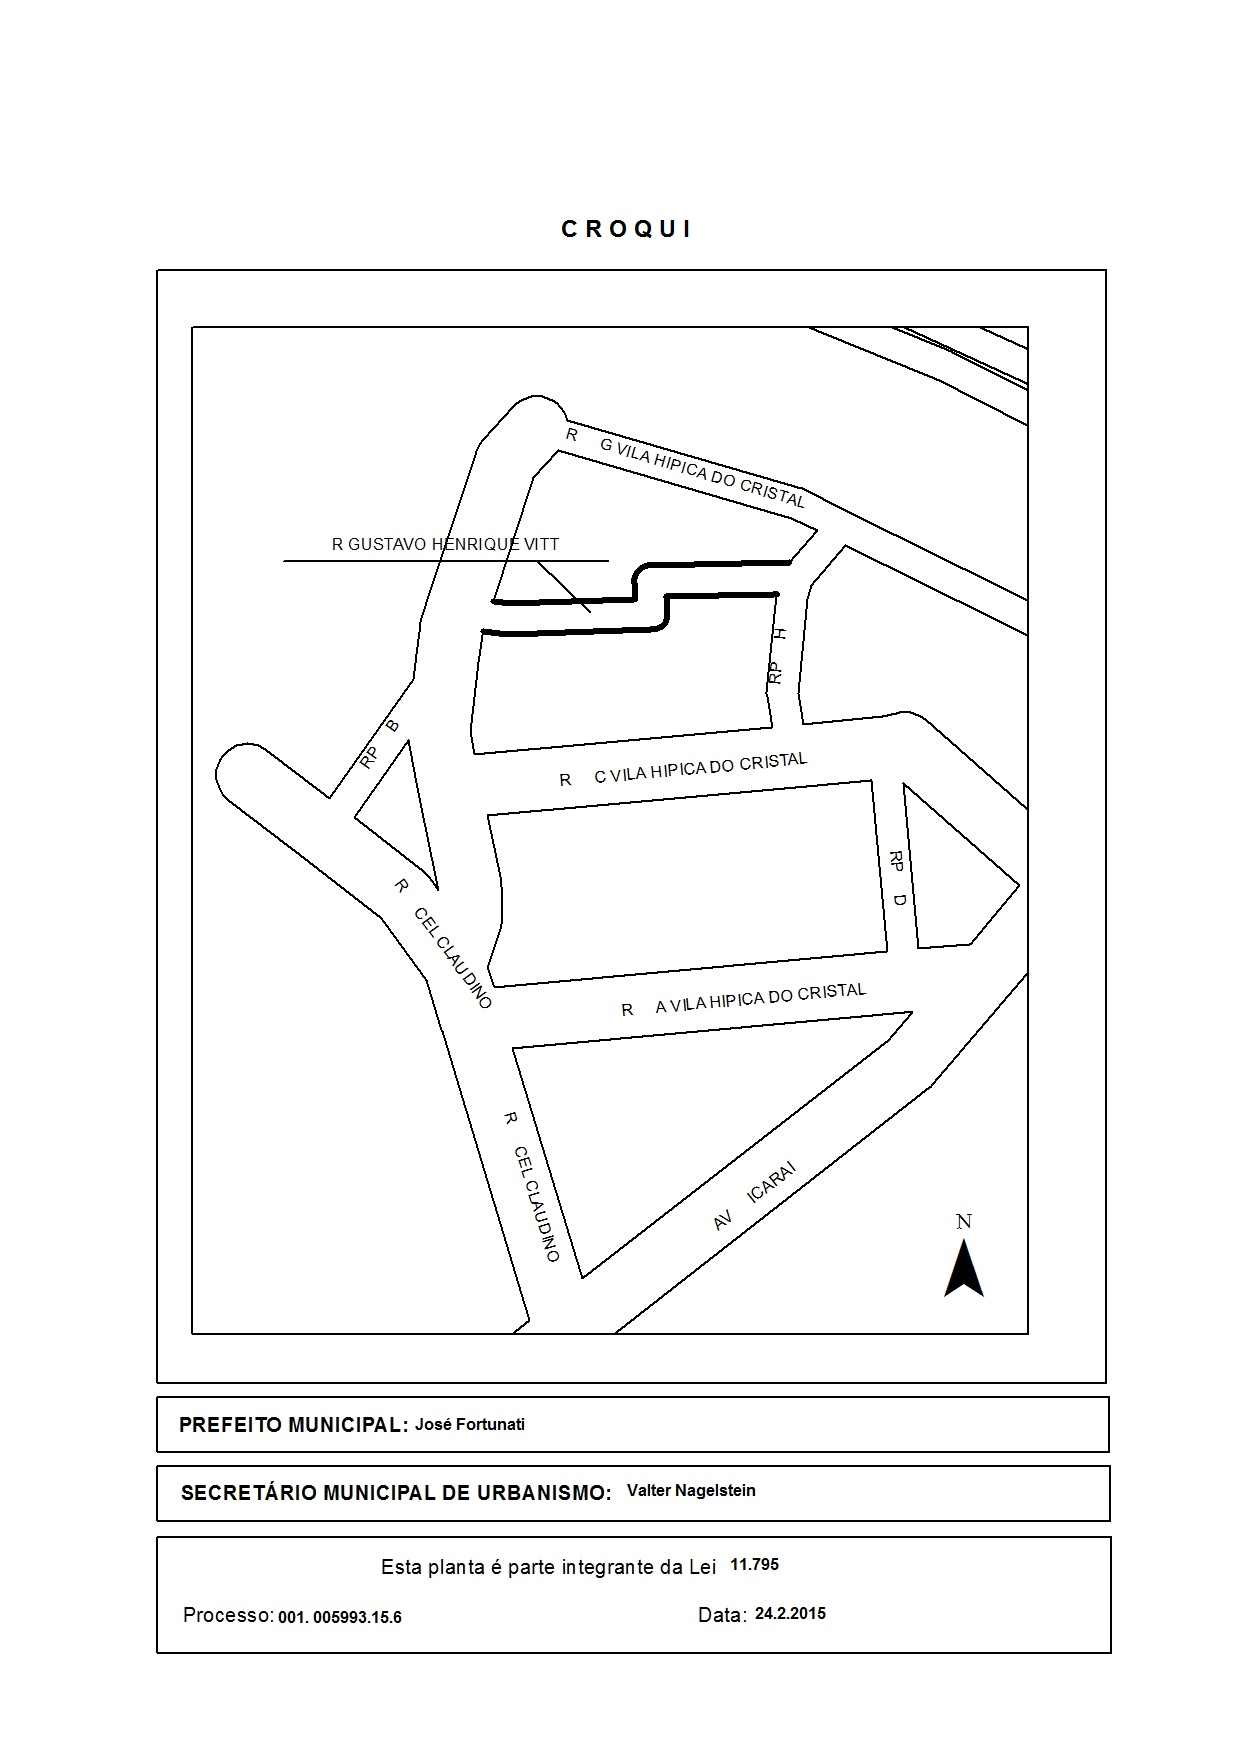 CROQUI
R G VILA HIPICA DO CRISTAL
R GUSTAVO HENRIQUE VITT
RP H
RP B
R C VILA HIPICA DO CRISTAL
RP D
R CEL CLAUDINO
R A VILA HIPICA DO CRISTAL
R CEL CLAUDINO
AV ICARAI
N
PREFEITO MUNICIPAL: José Fortunati
SECRETÁRIO MUNICIPAL DE URBANISMO: Valter Nagelstein
Esta planta é parte integrante da Lei 11.795
Processo: 001. 005993.15.6 Data: 24.2.2015